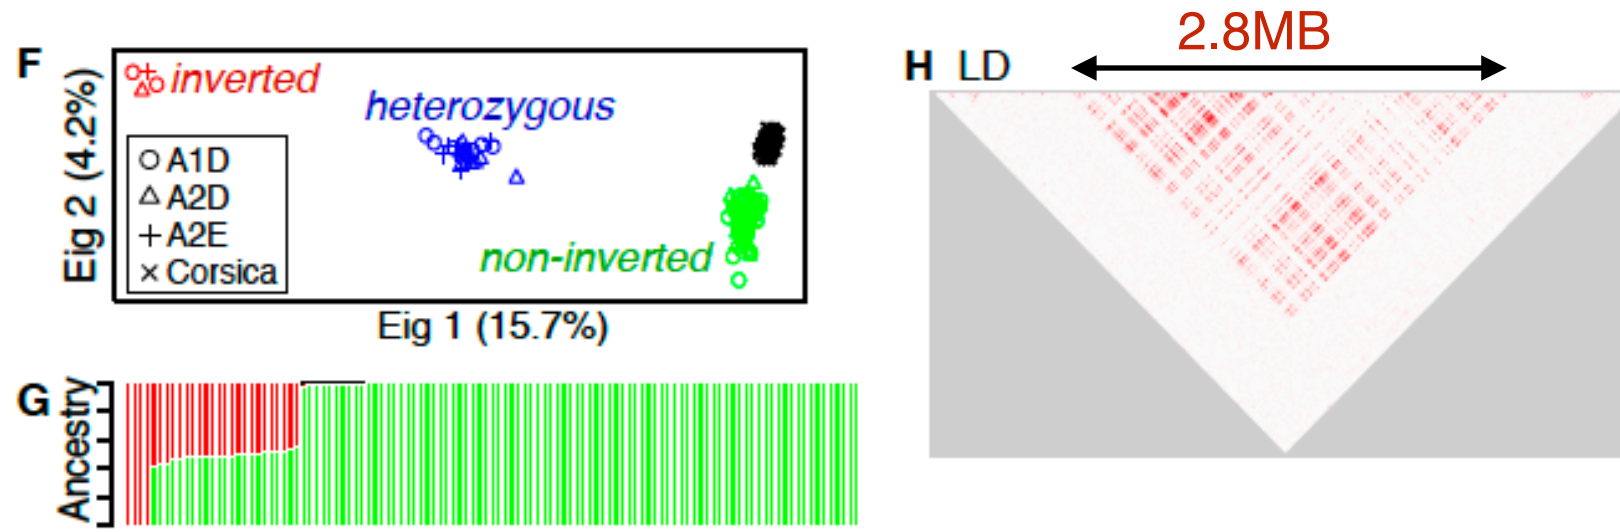 F
Eig 2 (4.2%)
inverted
heterozygous
non-inverted
A1D
A2D
A2E
Corsica
Eig 1 (15.7%)
G
Ancestry
2.8MB
H LD